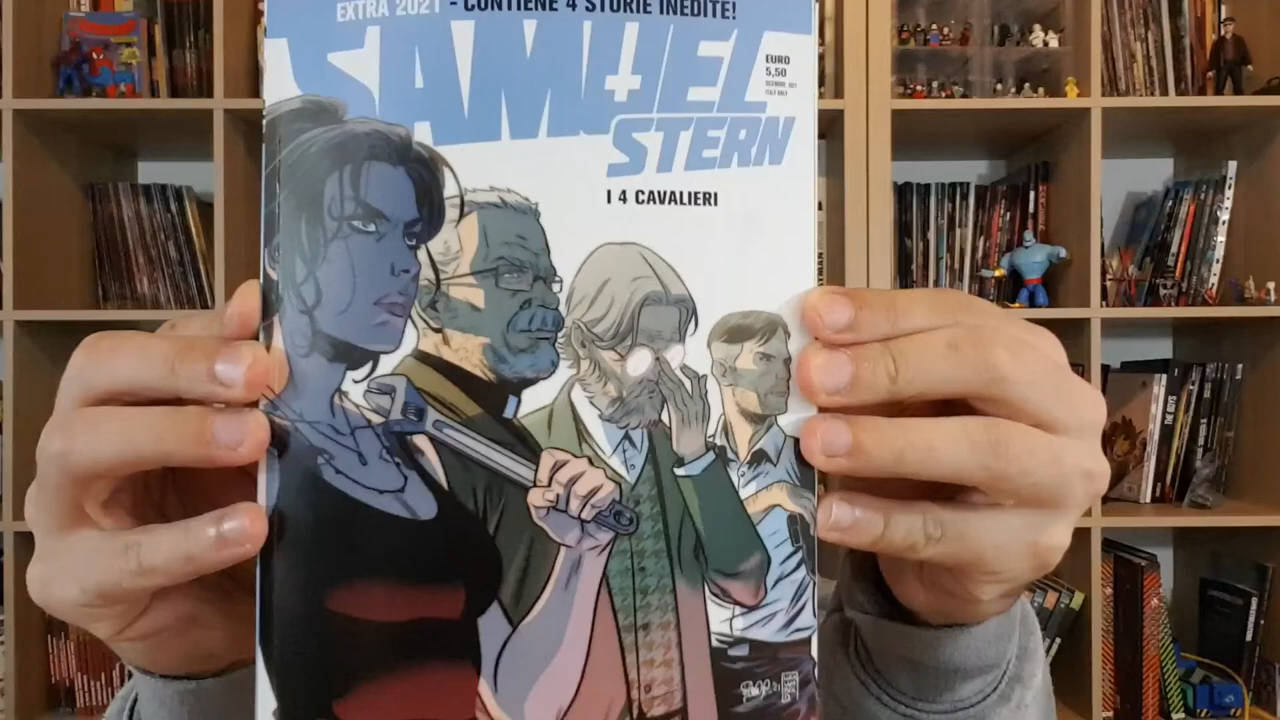 EXTRA 2021 - CONTIENE 4 STORIE INEDITE!
SAMUEL
STERN
EURO
5,50
I 4 CAVALIERI
THE BOYS